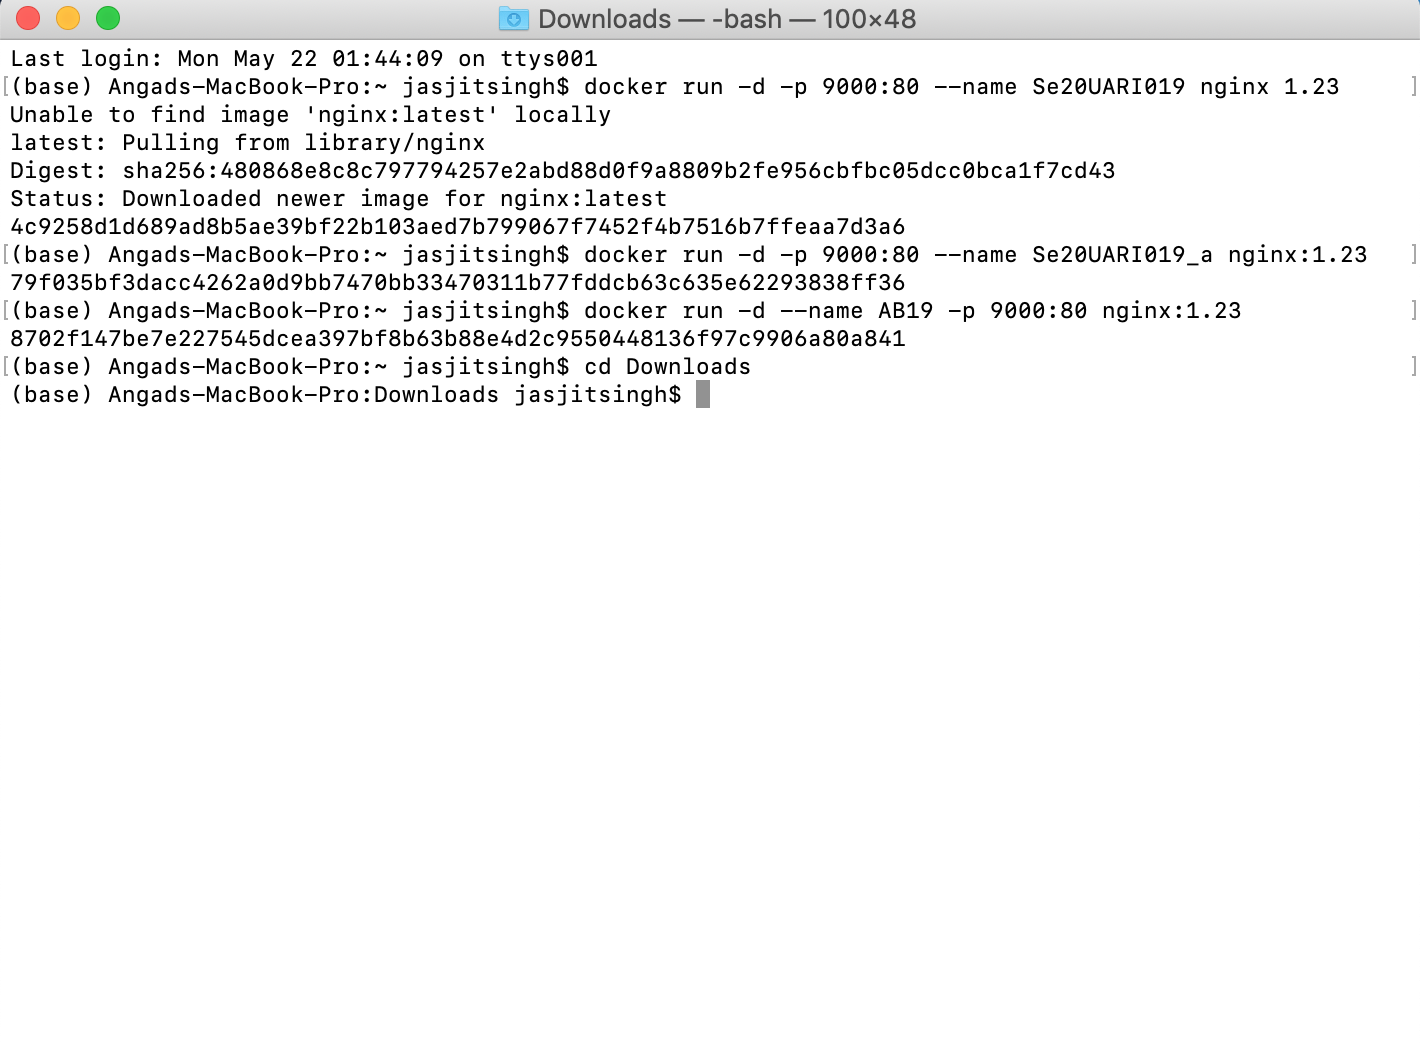 Downloads — -bash — 100×48
Last login: Mon May 22 01:44:09 on ttys001
[(base) Angads-MacBook-Pro:~ jasjitsingh$ docker run -d -p 9000:80 --name Se20UARI019 nginx 1.23 ]
Unable to find image 'nginx:latest' locally
latest: Pulling from library/nginx
Digest: sha256:480868e8c8c797794257e2abd88d0f9a8809b2fe956cbfbc05dcc0bca1f7cd43
Status: Downloaded newer image for nginx:latest
4c9258d1d689ad8b5ae39bf22b103aed7b799067f7452f4b7516b7ffeaa7d3a6
[(base) Angads-MacBook-Pro:~ jasjitsingh$ docker run -d -p 9000:80 --name Se20UARI019_a nginx:1.23 ]
79f035bf3dacc4262a0d9bb7470bb33470311b77fddcb63c635e62293838ff36
[(base) Angads-MacBook-Pro:~ jasjitsingh$ docker run -d --name AB19 -p 9000:80 nginx:1.23 ]
8702f147be7e227545dcea397bf8b63b88e4d2c9550448136f97c9906a80a841
[(base) Angads-MacBook-Pro:~ jasjitsingh$ cd Downloads ]
(base) Angads-MacBook-Pro:Downloads jasjitsingh$